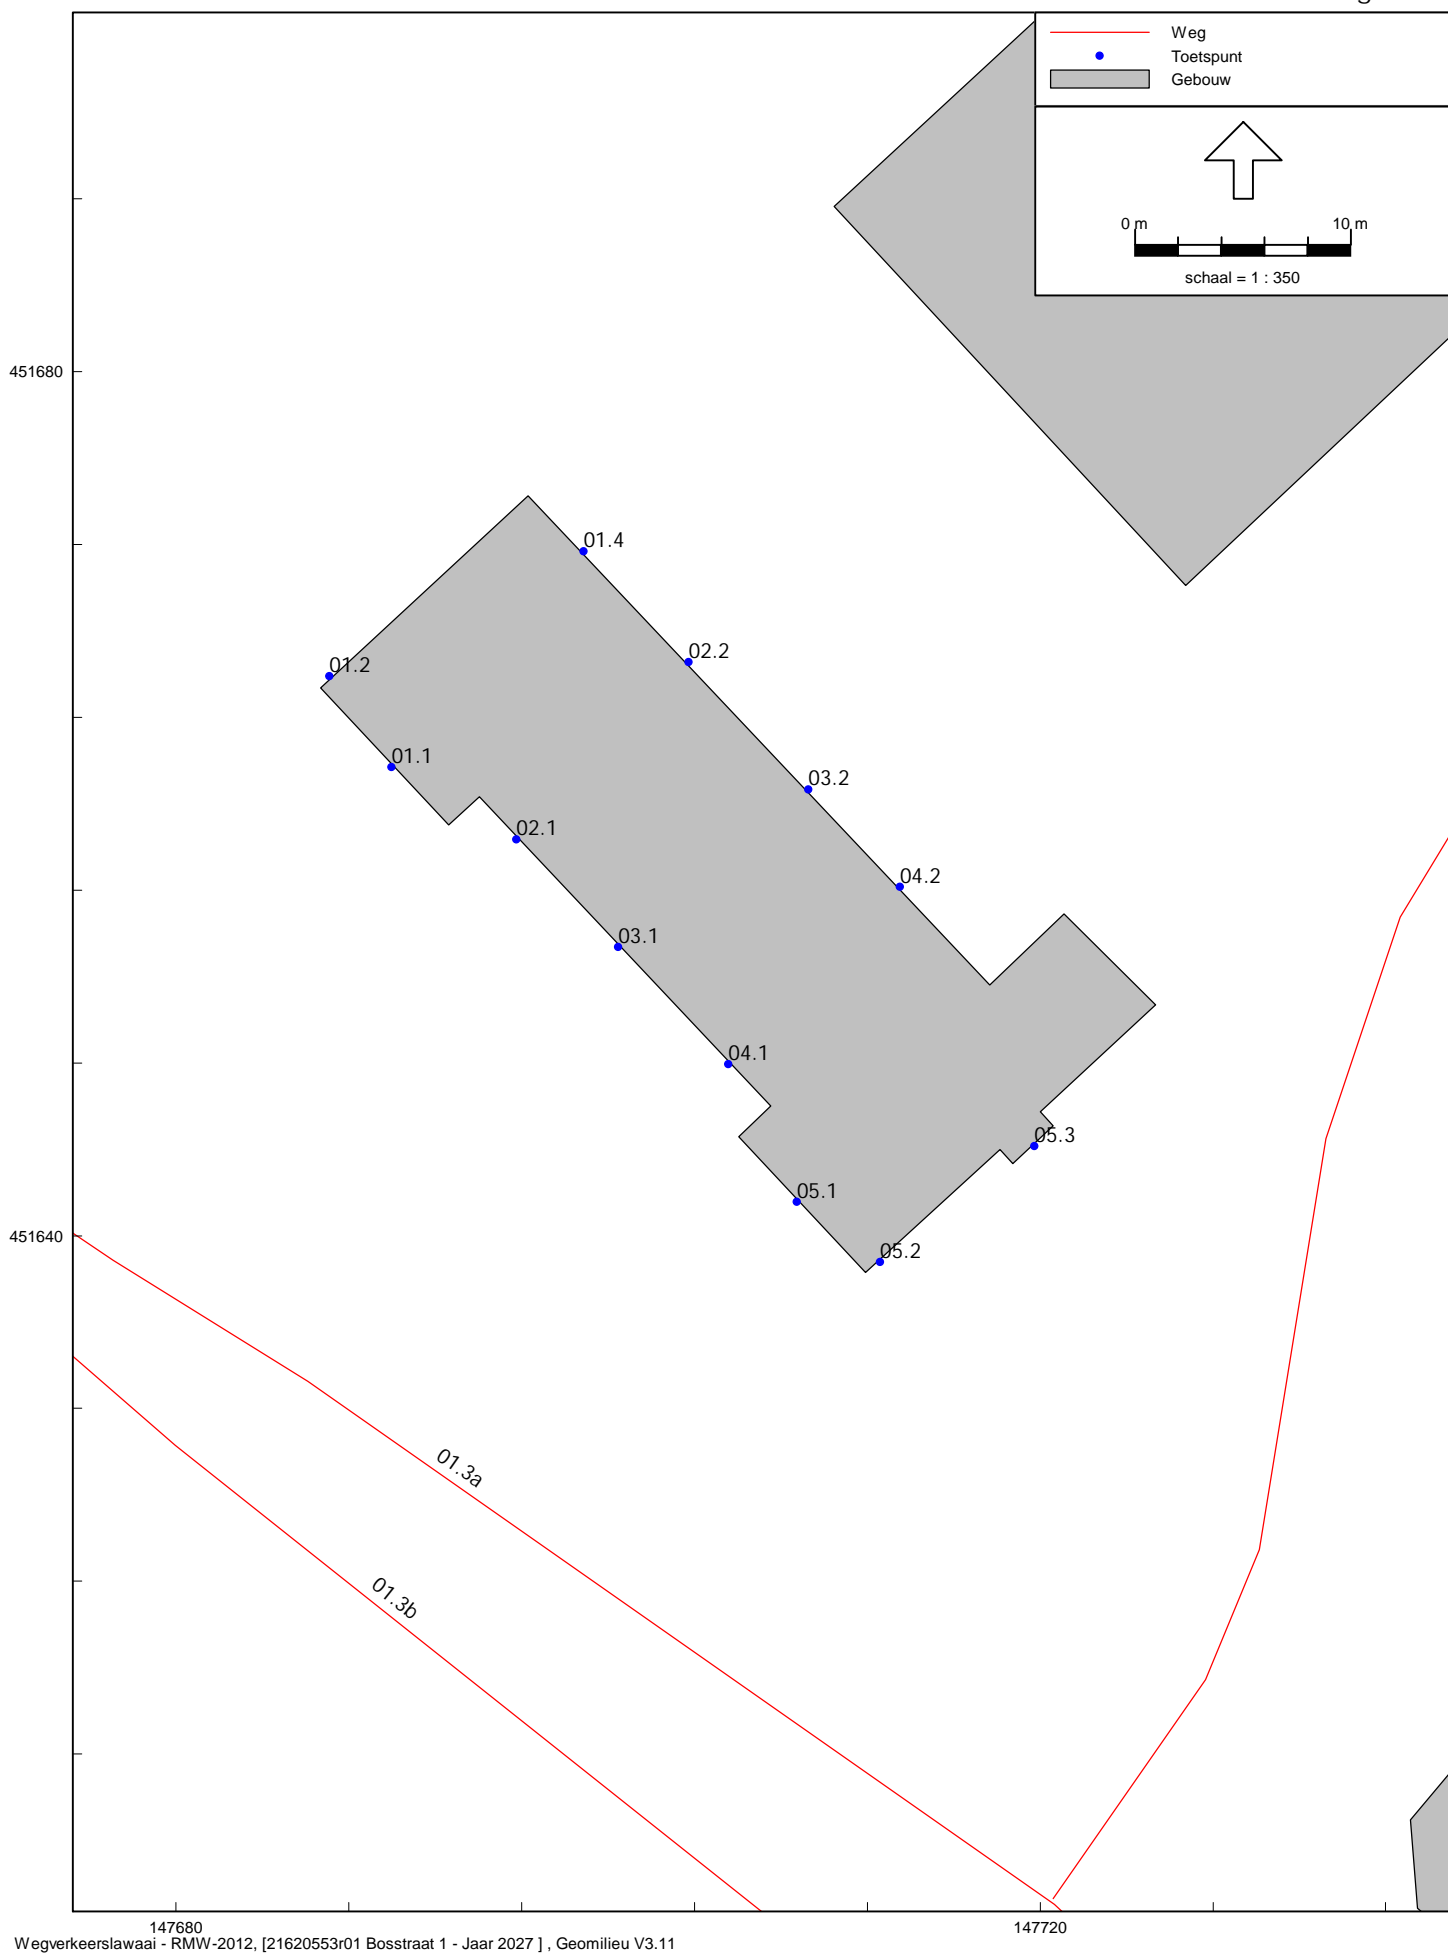 Weg
Toetspunt
Gebouw
0 m 10 m
schaal = 1 : 350
451680
01.4
02.2
01.2
01.1
03.2
02.1
04.2
03.1
04.1
05.3
05.1
451640
05.2
01.3a
01.3b
147680 147720
Wegverkeerslawaai - RMW-2012, [21620553r01 Bosstraat 1 - Jaar 2027 ] , Geomilieu V3.11